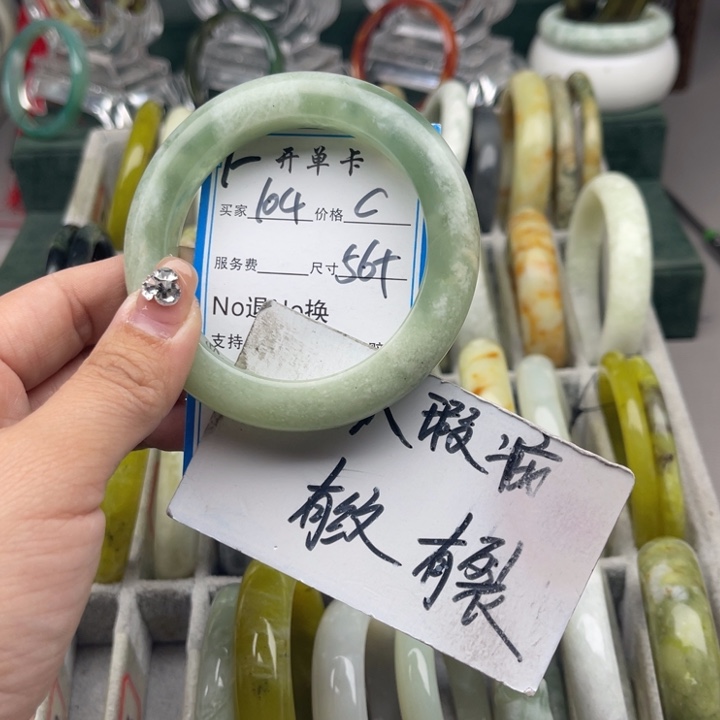 开单卡
买家 104 价格 C
服务费 尺寸 56+
No退No换
支持
瑕疵
有纹 有裂